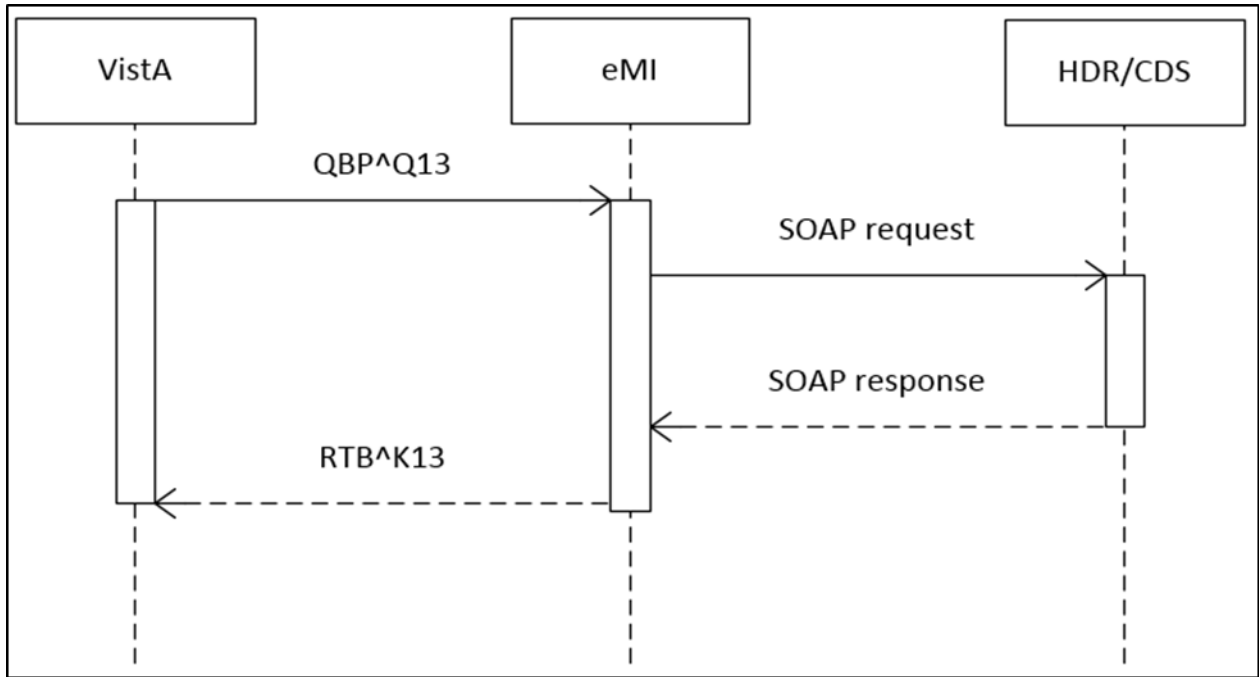 VistA
eMI
HDR/CDS
QBP^Q13
SOAP request
SOAP response
RTB^K13